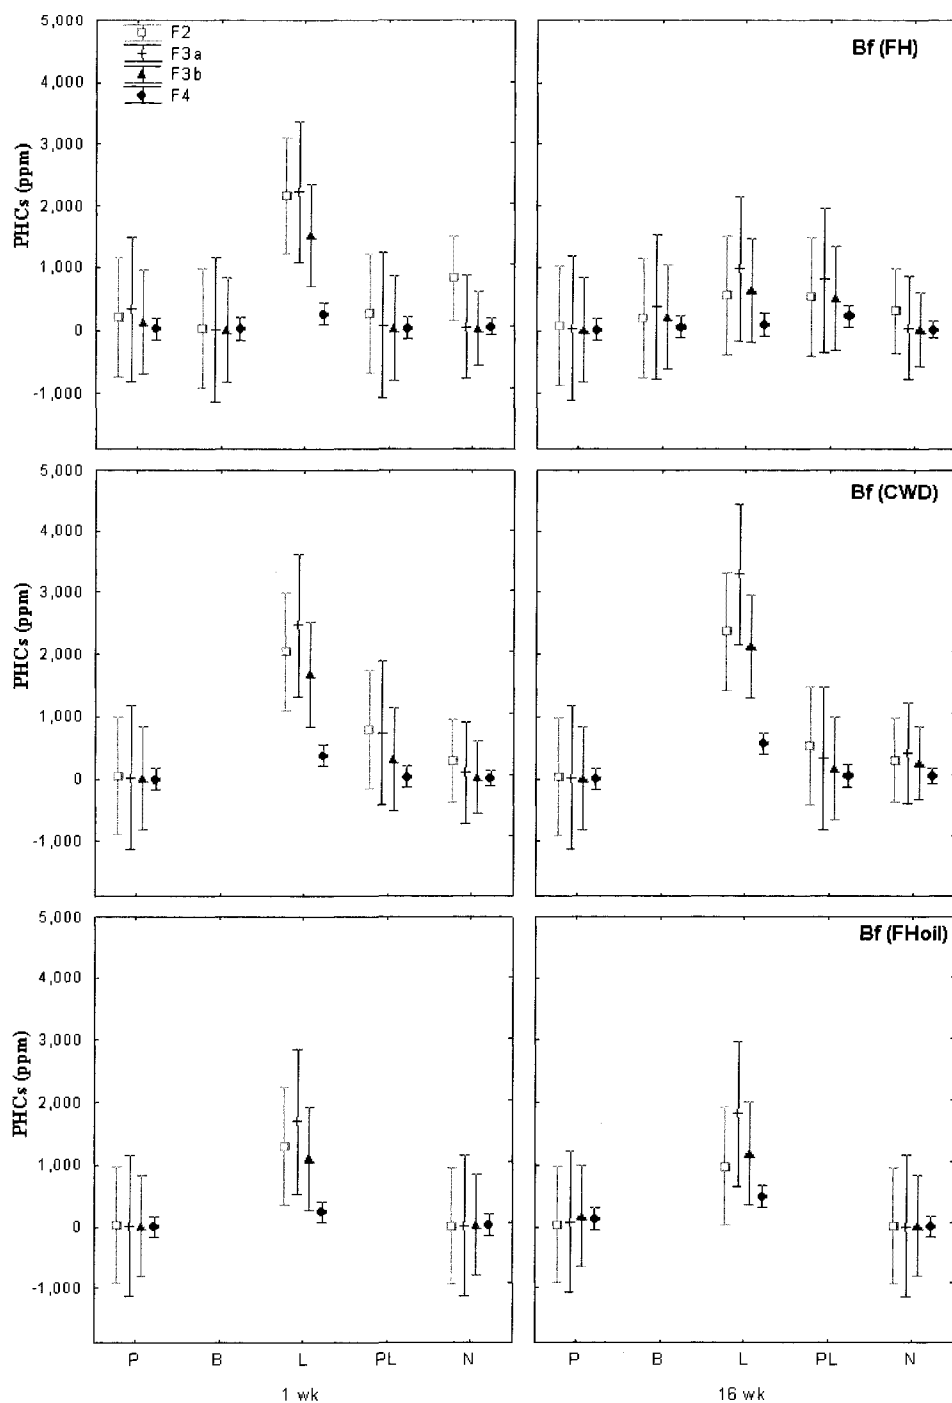 5,000
4,000
3,000
2,000
1,000
0
-1,000
PHCs (ppm)
F2
F3a
F3b
F4
Bf (FH)
5,000
4,000
3,000
2,000
1,000
0
-1,000
PHCs (ppm)
Bf (CWD)
5,000
4,000
3,000
2,000
1,000
0
-1,000
PHCs (ppm)
Bf (FHoil)
P B L PL N P B L PL N
1 wk 16 wk